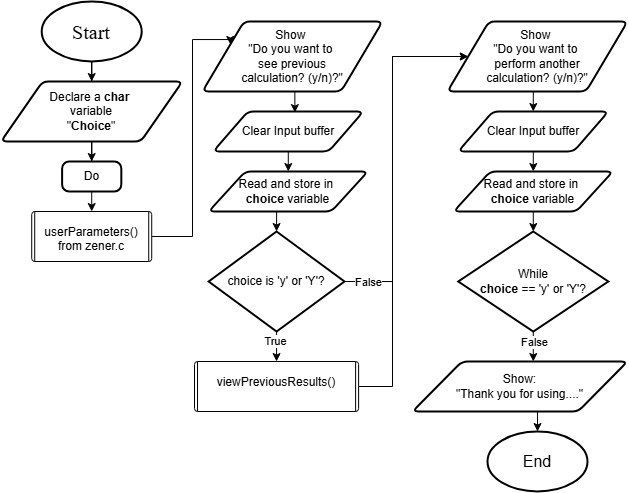 Start
Declare a char
variable
"Choice"
Do
userParameters()
from zener.c
Show
"Do you want to
see previous
calculation? (y/n)?"
Clear Input buffer
Read and store in
choice variable
choice is 'y' or 'Y'?
False
True
viewPreviousResults()
Show
"Do you want to
perform another
calculation? (y/n)?"
Clear Input buffer
Read and store in
choice variable
While
choice == 'y' or 'Y'?
False
Show:
"Thank you for using...."
End